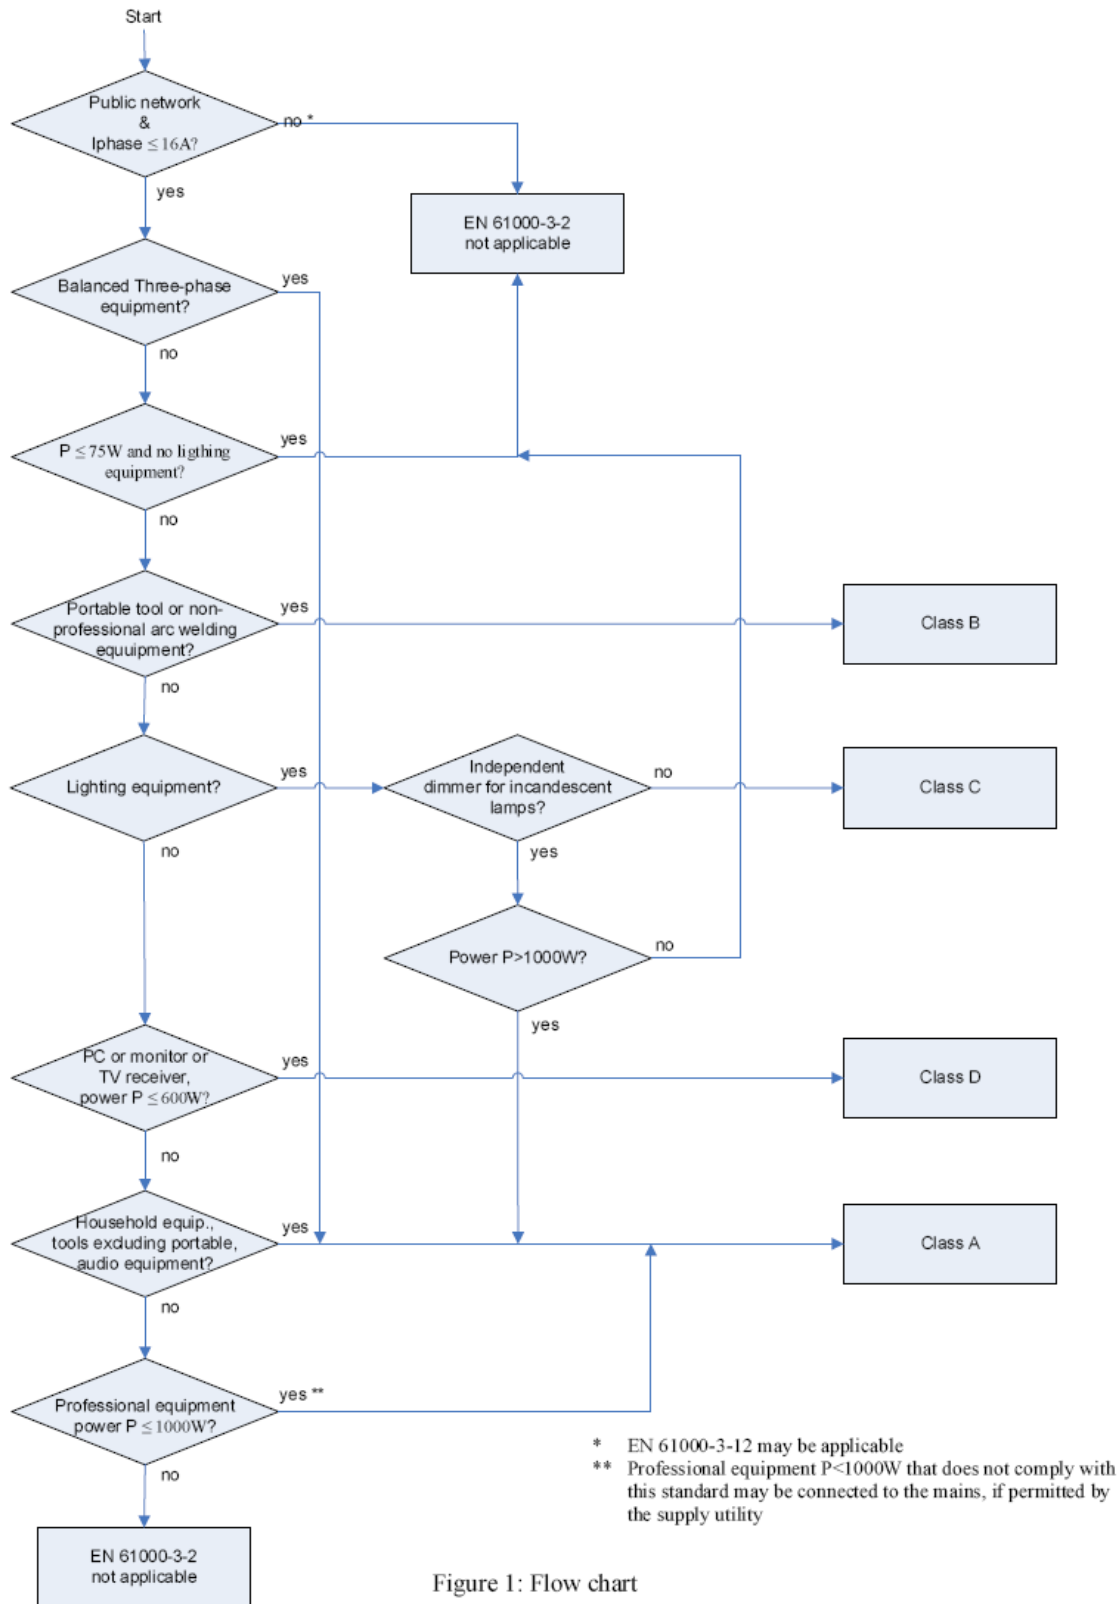 Start
Public network
&
Iphase ≤ 16A?
no *
yes
EN 61000-3-2
not applicable
Balanced Three-phase
equipment?
yes
no
P ≤ 75W and no ligthing
equipment?
yes
no
Portable tool or non-
professional arc welding
equuipment?
yes
Class B
no
Lighting equipment?
yes
Independent
dimmer for incandescent
lamps?
no
Class C
no
yes
Power P>1000W?
no
yes
PC or monitor or
TV receiver,
power P ≤ 600W?
yes
Class D
no
Household equip.,
tools excluding portable,
audio equipment?
yes
Class A
no
Professional equipment
power P ≤ 1000W?
yes **
no
* EN 61000-3-12 may be applicable
** Professional equipment P<1000W that does not comply with
this standard may be connected to the mains, if permitted by
the supply utility
EN 61000-3-2
not applicable
Figure 1: Flow chart